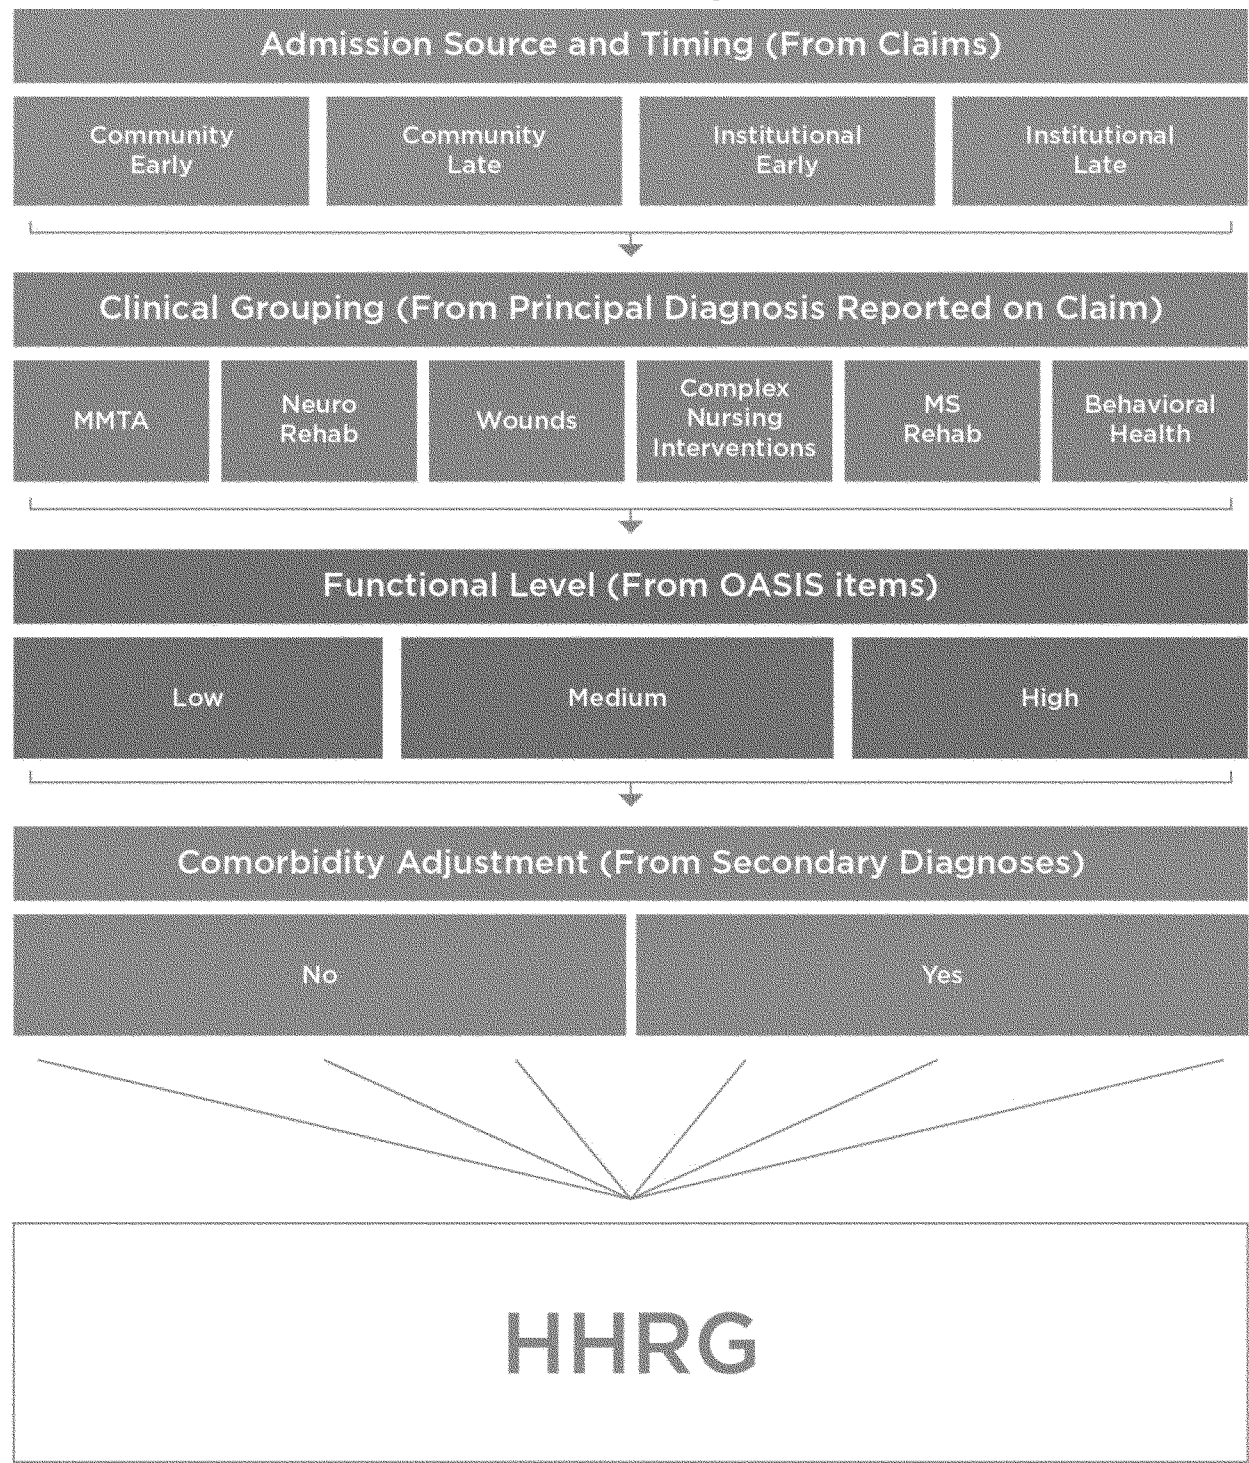 Admission Source and Timing (From Claims)
Community
Early
Community
Late
Institutional
Early
Institutional
Late
Clinical Grouping (From Principal Diagnosis Reported on Claim)
MMTA
Neuro
Rehab
Wounds
Complex
Nursing
Interventions
MS
Rehab
Behavioral
Health
Functional Level (From OASIS items)
Low
Medium
High
Comorbidity Adjustment (From Secondary Diagnoses)
No
Yes
HHRG